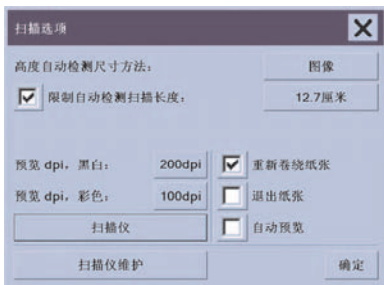 扫描选项
高度自动检测尺寸方法： 图像
限制自动检测扫描长度： 12.7厘米
预览 dpi，黑白： 200dpi 重新卷绕纸张
预览 dpi，彩色： 100dpi 退出纸张
扫描仪 自动预览
扫描仪维护 确定